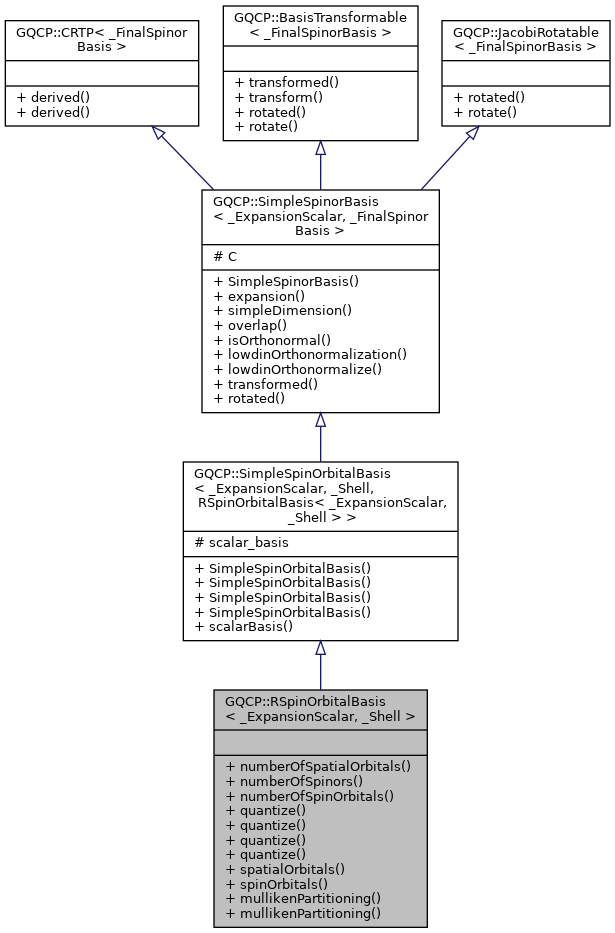 GQCP::CRTP< _FinalSpinor
Basis >
+ derived()
+ derived()
GQCP::BasisTransformable
< _FinalSpinorBasis >
+ transformed()
+ transform()
+ rotated()
+ rotate()
GQCP::JacobiRotatable
< _FinalSpinorBasis >
+ rotated()
+ rotate()
GQCP::SimpleSpinorBasis
< _ExpansionScalar, _FinalSpinor
Basis >
# C
+ SimpleSpinorBasis()
+ expansion()
+ simpleDimension()
+ overlap()
+ isOrthonormal()
+ lowdinOrthonormalization()
+ lowdinOrthonormalize()
+ transformed()
+ rotated()
GQCP::SimpleSpinOrbitalBasis
< _ExpansionScalar, _Shell,
RSpinOrbitalBasis< _ExpansionScalar,
_Shell > >
# scalar_basis
+ SimpleSpinOrbitalBasis()
+ SimpleSpinOrbitalBasis()
+ SimpleSpinOrbitalBasis()
+ SimpleSpinOrbitalBasis()
+ scalarBasis()
GQCP::RSpinOrbitalBasis
< _ExpansionScalar, _Shell >
+ numberOfSpatialOrbitals()
+ numberOfSpinors()
+ numberOfSpinOrbitals()
+ quantize()
+ quantize()
+ quantize()
+ quantize()
+ spatialOrbitals()
+ spinOrbitals()
+ mullikenPartitioning()
+ mullikenPartitioning()